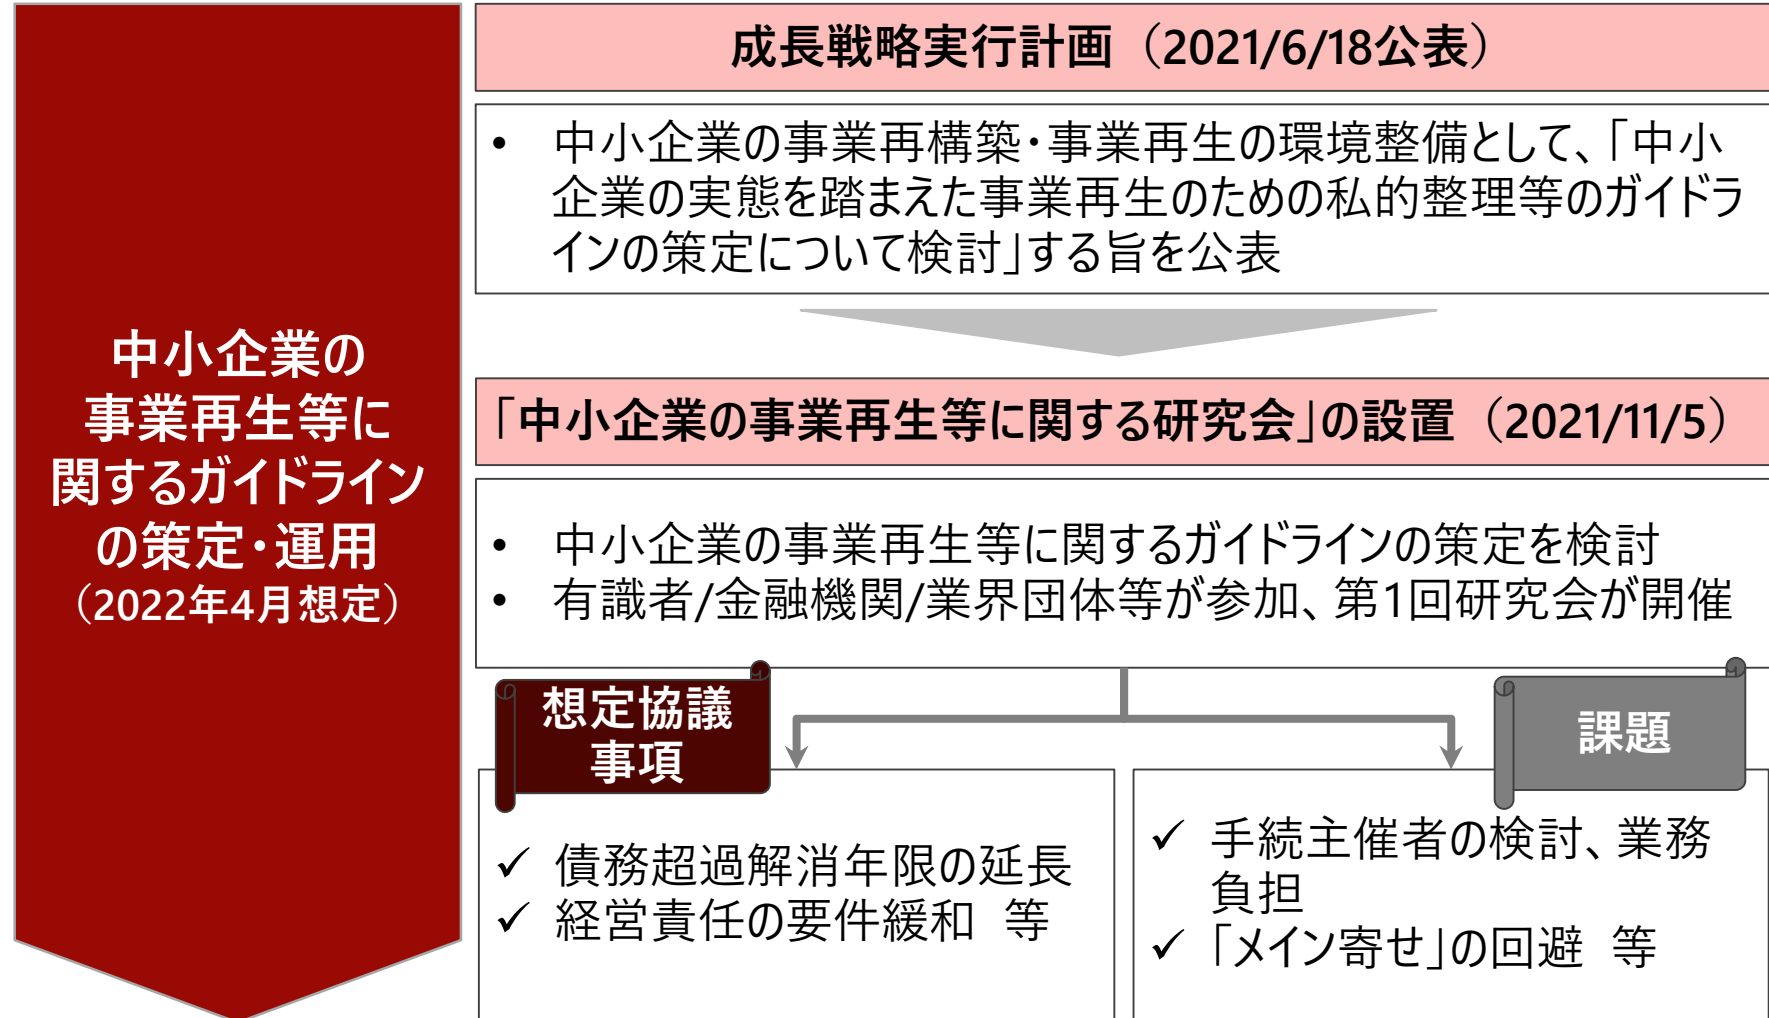 中小企業の
事業再生等に
関するガイドライン
の策定・運用
（2022年4月想定）
成長戦略実行計画（2021/6/18公表）
• 中小企業の事業再構築・事業再生の環境整備として、「中小
企業の実態を踏まえた事業再生のための私的整理等のガイドラ
インの策定について検討」する旨を公表
「中小企業の事業再生等に関する研究会」の設置（2021/11/5）
• 中小企業の事業再生等に関するガイドラインの策定を検討
• 有識者/金融機関/業界団体等が参加、第1回研究会が開催
想定協議
事項
✓ 債務超過解消年限の延長
✓ 経営責任の要件緩和 等
課題
✓ 手続主催者の検討、業務
負担
✓ 「メイン寄せ」の回避 等